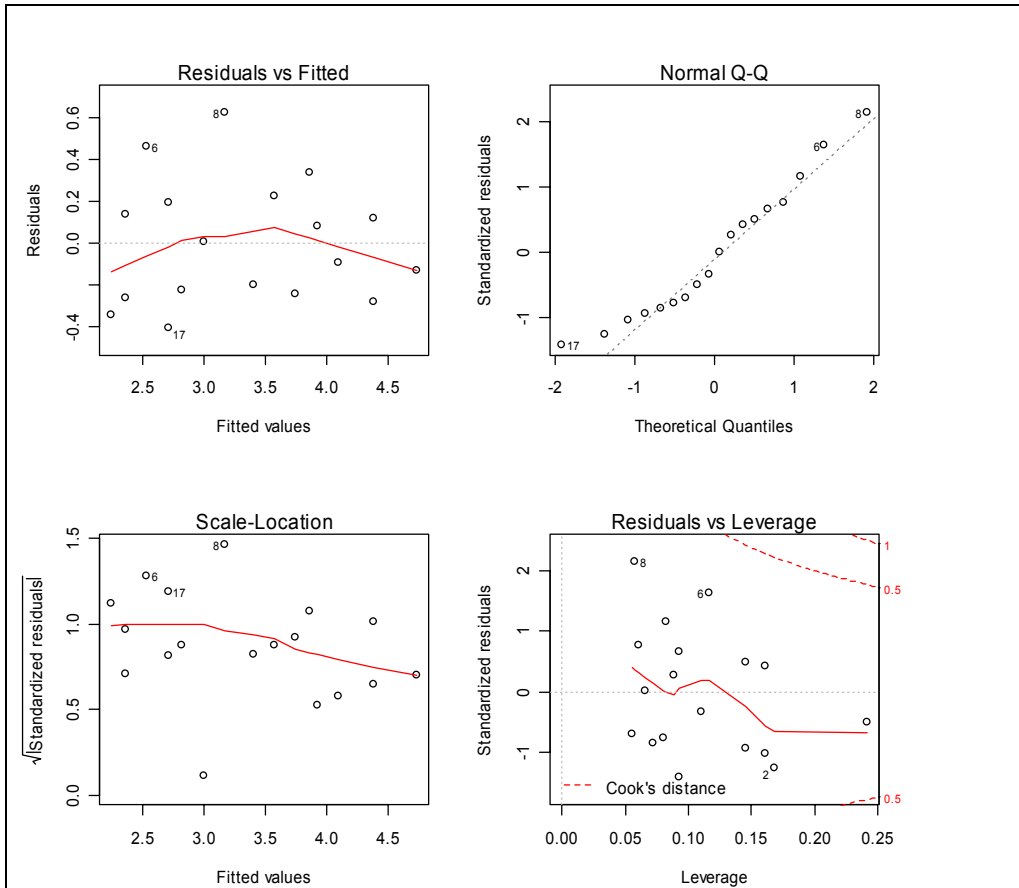 Residuals vs Fitted
Residuals
0.6
0.4
0.2
0.0
-0.4
8
6
17
2.5 3.0 3.5 4.0 4.5
Fitted values
Normal Q-Q
Standardized residuals
2
1
0
-1
8
6
17
-2 -1 0 1 2
Theoretical Quantiles
Scale-Location
√|Standardized residuals|
1.5
1.0
0.5
0.0
8
6
17
2.5 3.0 3.5 4.0 4.5
Fitted values
Residuals vs Leverage
Standardized residuals
2
1
0
-1
8
6
2
1
0.5
0.5
Cook's distance
0.00 0.05 0.10 0.15 0.20 0.25
Leverage